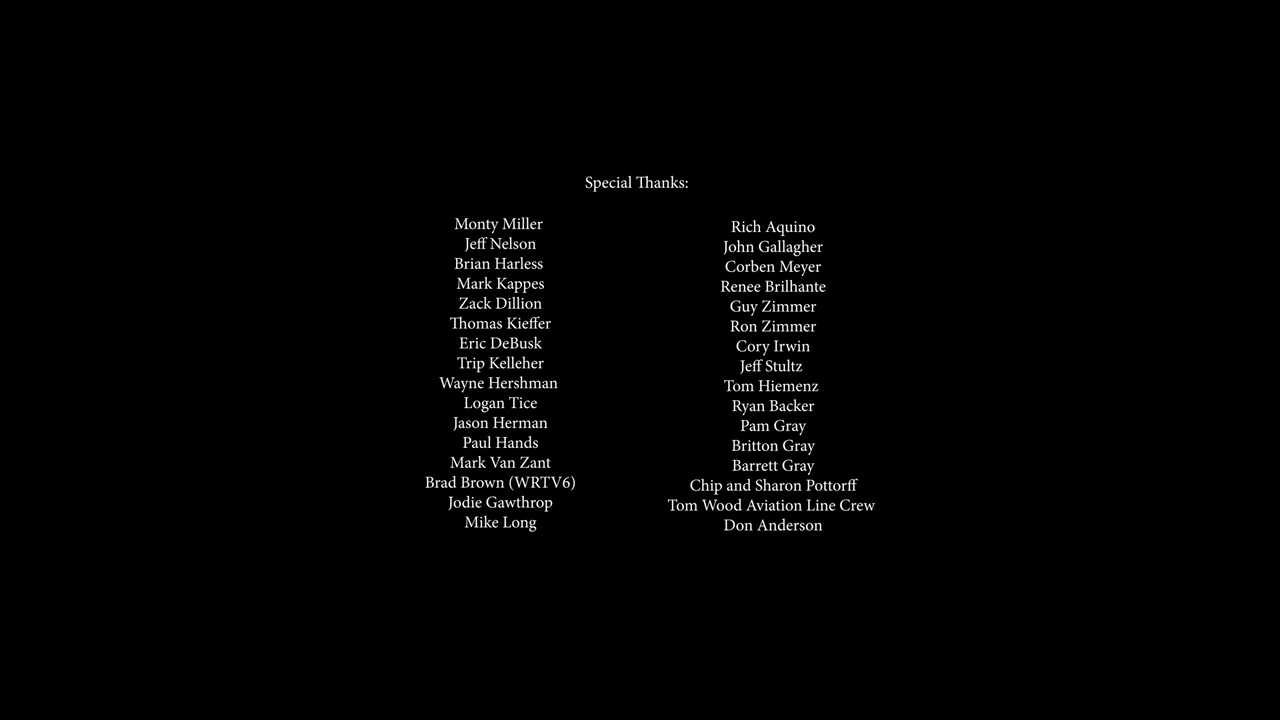 Special Thanks:
Monty Miller
Jeff Nelson
Brian Harless
Mark Kappes
Zack Dillion
Thomas Kieffer
Eric DeBusk
Trip Kelleher
Wayne Hershman
Logan Tice
Jason Herman
Paul Hands
Mark Van Zant
Brad Brown (WRTV6)
Jodie Gawthrop
Mike Long
Rich Aquino
John Gallagher
Corben Meyer
Renee Brilhante
Guy Zimmer
Ron Zimmer
Cory Irwin
Jeff Stultz
Tom Hiemenz
Ryan Backer
Pam Gray
Britton Gray
Barrett Gray
Chip and Sharon Pottorff
Tom Wood Aviation Line Crew
Don Anderson